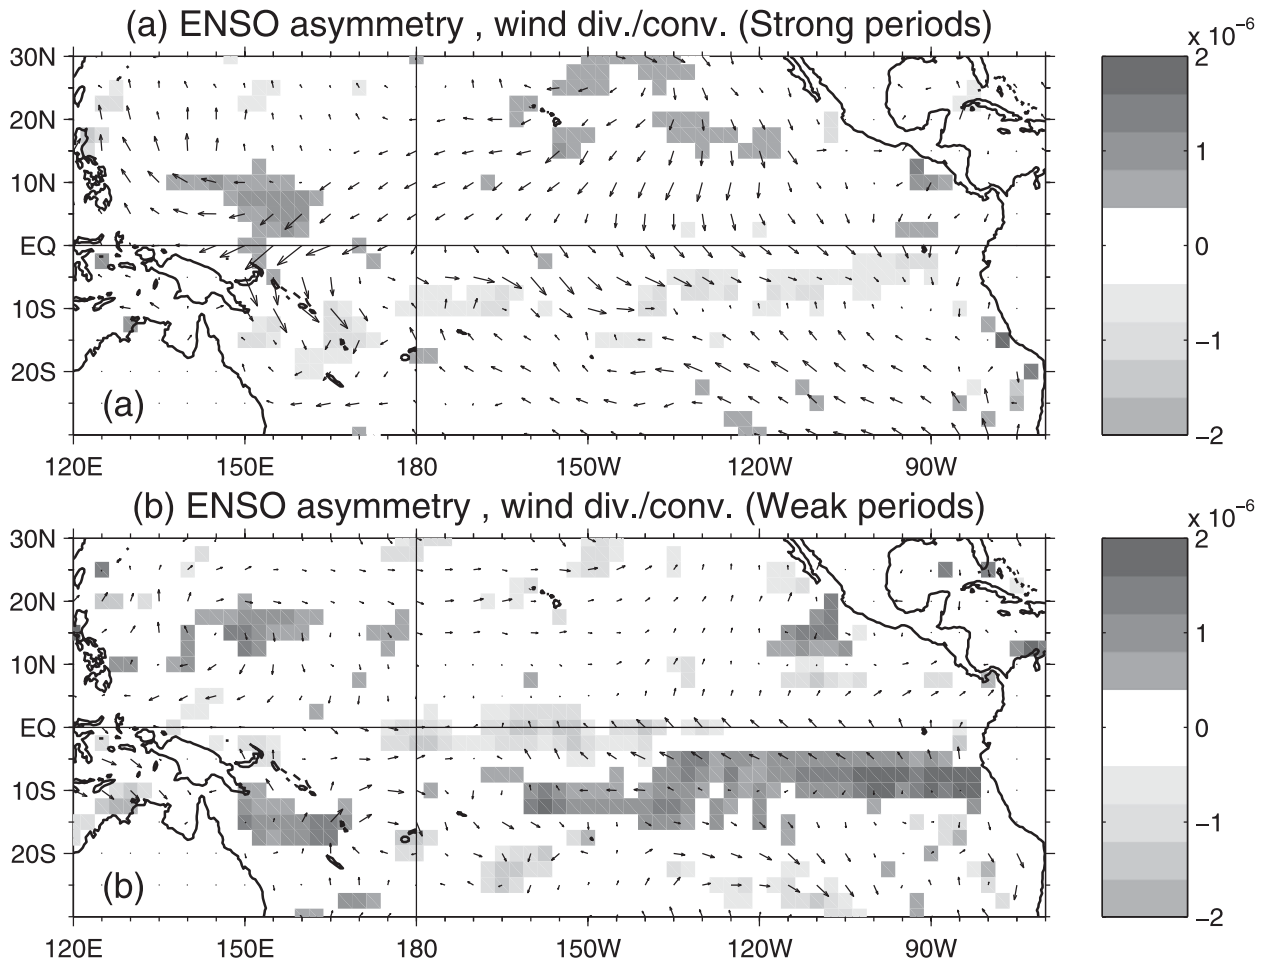 (a) ENSO asymmetry , wind div./conv. (Strong periods)
x 10⁻⁶
30N
20N
10N
EQ
10S
20S
(a)
120E 150E 180 150W 120W 90W
2
1
0
−1
−2
(b) ENSO asymmetry , wind div./conv. (Weak periods)
x 10⁻⁶
30N
20N
10N
EQ
10S
20S
(b)
120E 150E 180 150W 120W 90W
2
1
0
−1
−2